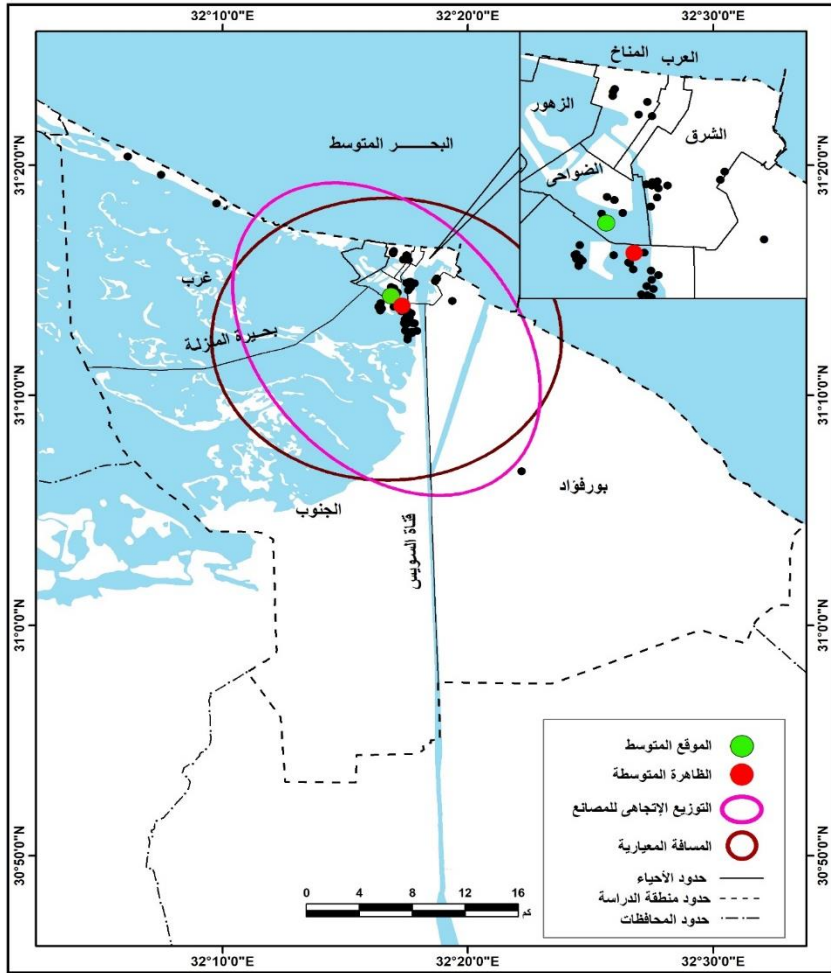 32°10'0"E
32°20'0"E
32°30'0"E
المناخ
العرب
الزهور
الشرق
الضواحى
البحــــر المتوسط
31°20'0"N
31°20'0"N
غرب
بحيرة المنزلة
31°10'0"N
31°10'0"N
بورفؤاد
الجنوب
قناة السويس
31°0'0"N
31°0'0"N
الموقع المتوسط
الظاهرة المتوسطة
التوزيع الإتجاهى للمصانع
المسافة المعيارية
حدود الأحياء
حدود منطقة الدراسة
حدود المحافظات
30°50'0"N
30°50'0"N
0 4 8 12 16
كم
32°10'0"E
32°20'0"E
32°30'0"E